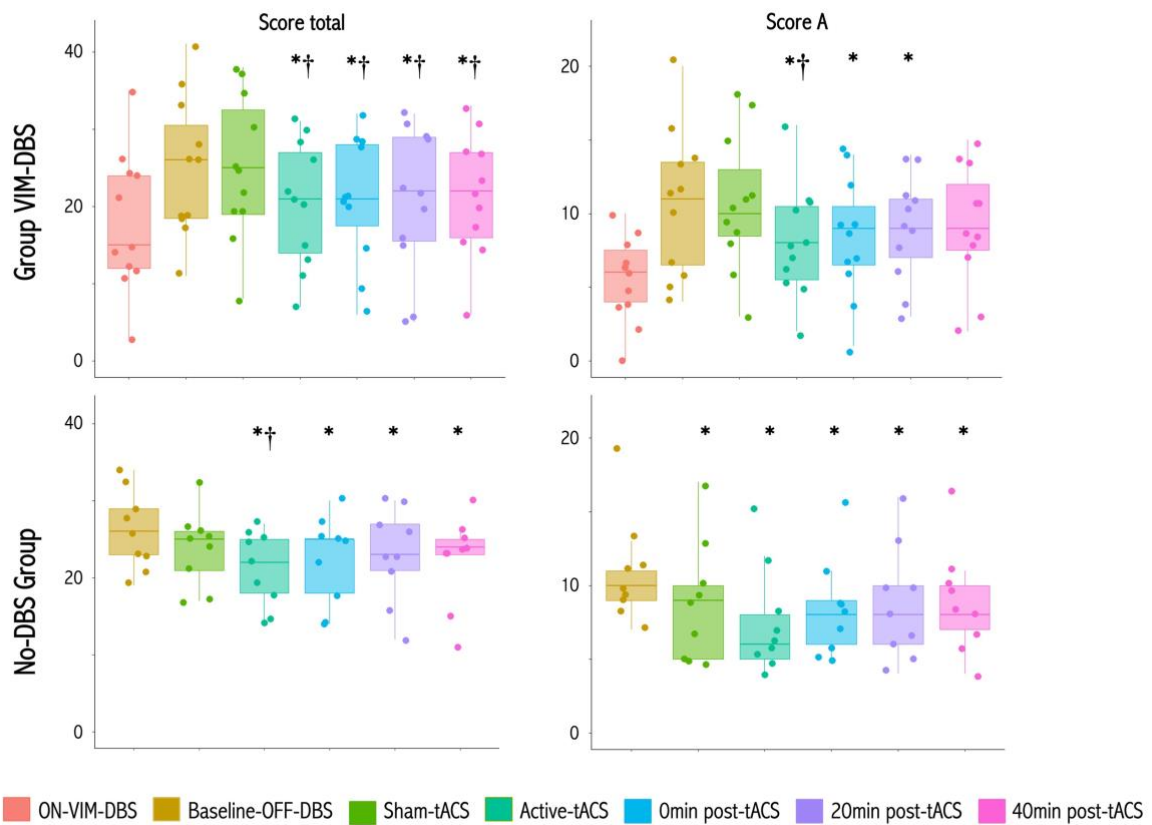 Score total
Score A
Group VIM-DBS
40
20
0
*†
*†
*†
*†
20
10
0
*†
*
*
No-DBS Group
40
20
0
*†
*
*
*
20
10
0
*
*
*
*
*
ON-VIM-DBS
Baseline-OFF-DBS
Sham-tACS
Active-tACS
0min post-tACS
20min post-tACS
40min post-tACS